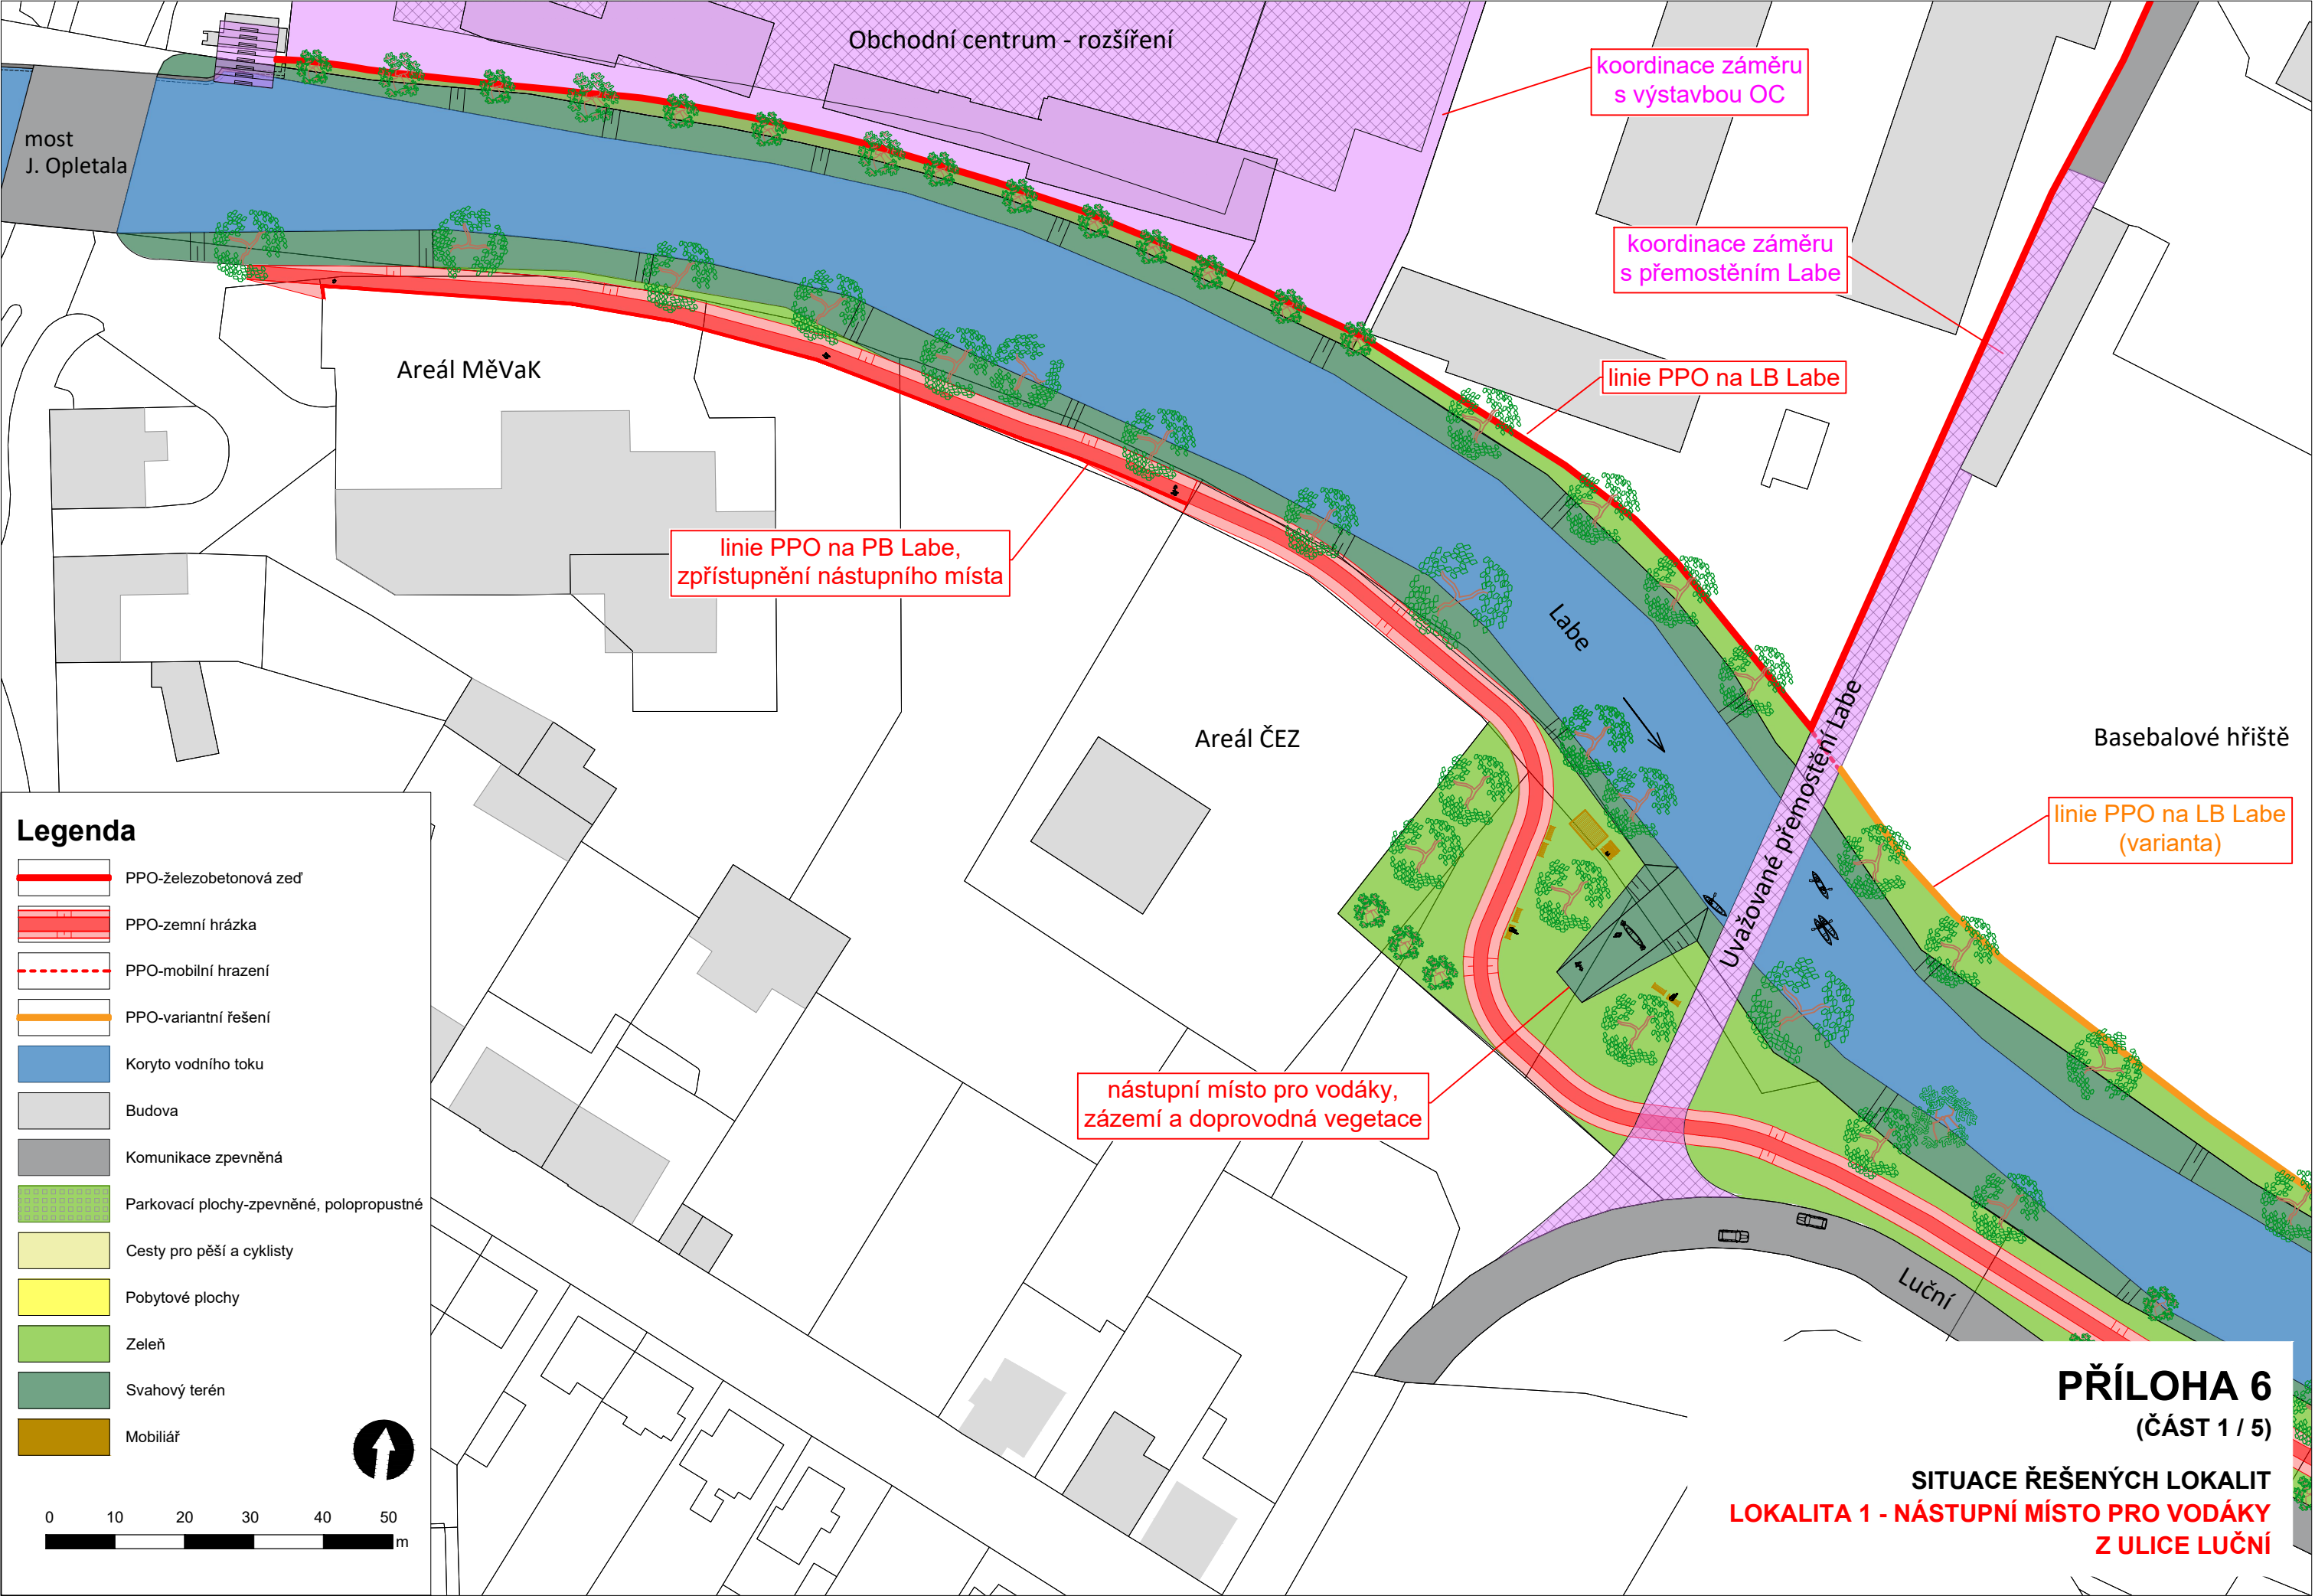 Obchodní centrum - rozšíření
koordinace záměru
s výstavbou OC
most
J. Opletala
koordinace záměru
s přemostěním Labe
Areál MěVaK
linie PPO na LB Labe
linie PPO na PB Labe,
zpřístupnění nástupního místa
Labe
Areál ČEZ
Uvažované přemostění Labe
Basebalové hřiště
linie PPO na LB Labe
(varianta)
nástupní místo pro vodáky,
zázemí a doprovodná vegetace
Luční
Legenda
PPO-železobetonová zeď
PPO-zemní hrázka
PPO-mobilní hrazení
PPO-variantní řešení
Koryto vodního toku
Budova
Komunikace zpevněná
Parkovací plochy-zpevněné, polopropustné
Cesty pro pěší a cyklisty
Pobytové plochy
Zeleň
Svahový terén
Mobiliář
0 10 20 30 40 50
m
PŘÍLOHA 6
(ČÁST 1 / 5)
SITUACE ŘEŠENÝCH LOKALIT
LOKALITA 1 - NÁSTUPNÍ MÍSTO PRO VODÁKY
Z ULICE LUČNÍ